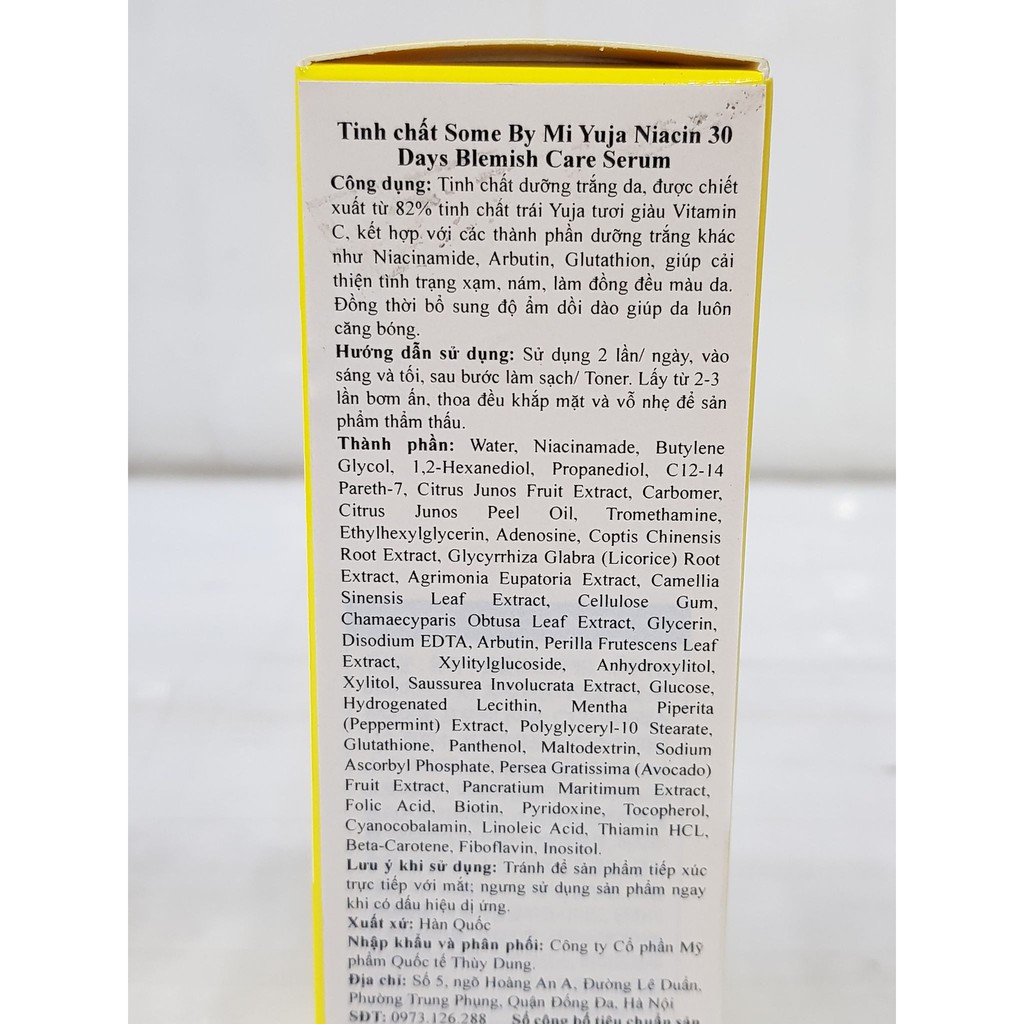 Tinh chất Some By Mi Yuja Niacin 30
Days Blemish Care Serum
Công dụng: Tinh chất dưỡng trắng da, được chiết
xuất từ 82% tinh chất trái Yuja tươi giàu Vitamin
C, kết hợp với các thành phần dưỡng trắng khác
như Niacinamide, Arbutin, Glutathion, giúp cải
thiện tình trạng xạm, nám, làm đồng đều màu da.
Đồng thời bổ sung độ ẩm dồi dào giúp da luôn
căng bóng.
Hướng dẫn sử dụng: Sử dụng 2 lần/ ngày, vào
sáng và tối, sau bước làm sạch/ Toner. Lấy từ 2-3
lần bơm ấn, thoa đều khắp mặt và vỗ nhẹ để sản
phẩm thẩm thấu.
Thành phần: Water, Niacinamade, Butylene
Glycol, 1,2-Hexanediol, Propanediol, C12-14
Pareth-7, Citrus Junos Fruit Extract, Carbomer,
Citrus Junos Peel Oil, Tromethamine,
Ethylhexylglycerin, Adenosine, Coptis Chinensis
Root Extract, Glycyrrhiza Glabra (Licorice) Root
Extract, Agrimonia Eupatoria Extract, Camellia
Sinensis Leaf Extract, Cellulose Gum,
Chamaecyparis Obtusa Leaf Extract, Glycerin,
Disodium EDTA, Arbutin, Perilla Frutescens Leaf
Extract, Xylitylglucoside, Anhydroxylitol,
Xylitol, Saussurea Involucrata Extract, Glucose,
Hydrogenated Lecithin, Mentha Piperita
(Peppermint) Extract, Polyglyceryl-10 Stearate,
Glutathione, Panthenol, Maltodextrin, Sodium
Ascorbyl Phosphate, Persea Gratissima (Avocado)
Fruit Extract, Pancratium Maritimum Extract,
Folic Acid, Biotin, Pyridoxine, Tocopherol,
Cyanocobalamin, Linoleic Acid, Thiamin HCL,
Beta-Carotene, Fiboflavin, Inositol.
Lưu ý khi sử dụng: Tránh để sản phẩm tiếp xúc
trực tiếp với mắt; ngưng sử dụng sản phẩm ngay
khi có dấu hiệu dị ứng.
Xuất xứ: Hàn Quốc
Nhập khẩu và phân phối: Công ty Cổ phần Mỹ
phẩm Quốc tế Thùy Dung.
Địa chỉ: Số 5, ngõ Hoàng An A, Đường Lê Duẩn,
Phường Trung Phụng, Quận Đống Đa, Hà Nội
SĐT: 0973.126.288 Số công bố tiêu chuẩn sản